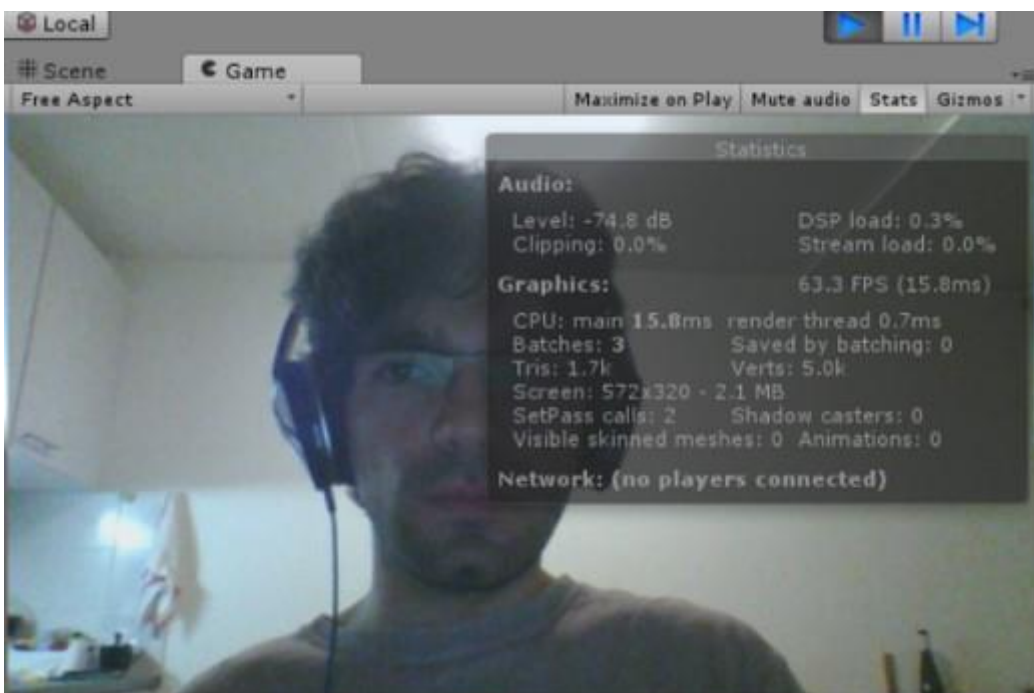 Local
Scene Game
Free Aspect Maximize on Play Mute audio Stats Gizmos
Statistics
Audio:
Level: -74.8 dB DSP load: 0.3%
Clipping: 0.0% Stream load: 0.0%
Graphics: 63.3 FPS (15.8ms)
CPU: main 15.8ms render thread 0.7ms
Batches: 3 Saved by batching: 0
Tris: 1.7k Verts: 5.0k
Screen: 572x320 - 2.1 MB
SetPass calls: 2 Shadow casters: 0
Visible skinned meshes: 0 Animations: 0
Network: (no players connected)